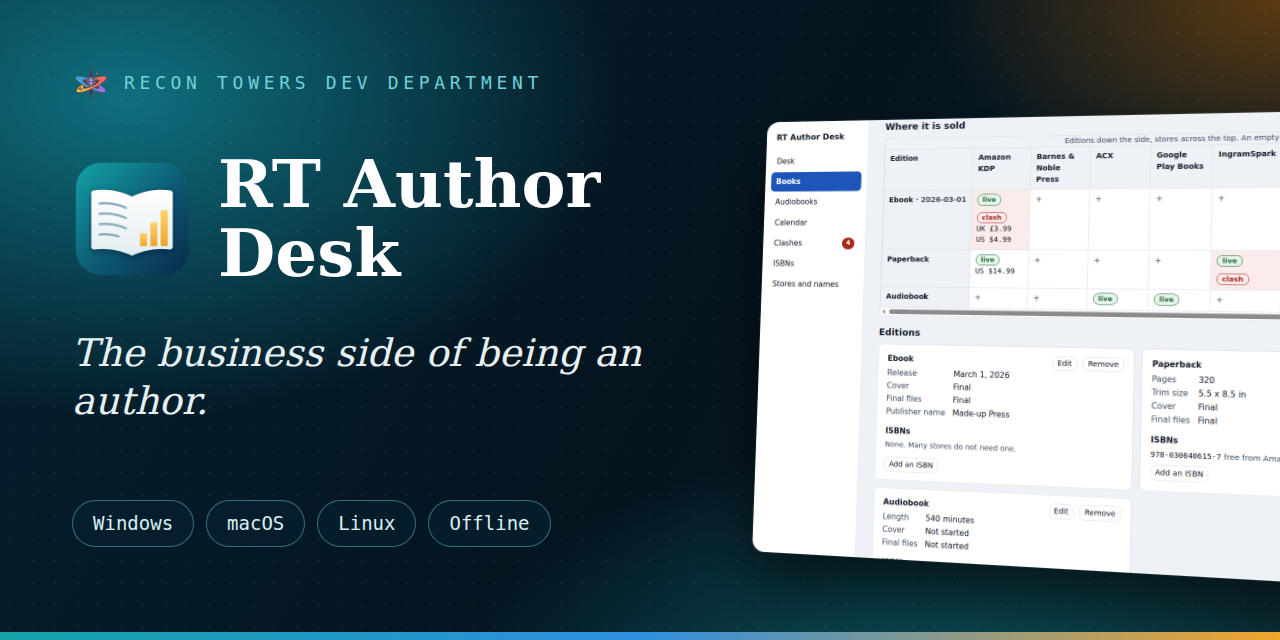 RECON TOWERS DEV DEPARTMENT
RT Author
Desk
The business side of being an
author.
Windows
macOS
Linux
Offline
RT Author Desk
Desk
Books
Audiobooks
Calendar
Clashes
4
ISBNs
Stores and names
Where it is sold
Editions down the side, stores across the top. An empty
Edition
Amazon KDP
Barnes & Noble Press
ACX
Google Play Books
IngramSpark
Ebook · 2026-03-01
live
clash
UK £3.99
US $4.99
+
+
+
+
Paperback
live
US $14.99
+
+
+
live
clash
Audiobook
+
+
live
live
+
Editions
Ebook
Edit
Remove
Release March 1, 2026
Cover Final
Final files Final
Publisher name Made-up Press
ISBNs
None. Many stores do not need one.
Add an ISBN
Paperback
Pages 320
Trim size 5.5 x 8.5 in
Cover Final
Final files Final
ISBNs
978-030640615-7 free from Ama
Add an ISBN
Audiobook
Edit
Remove
Length 540 minutes
Cover Not started
Final files Not started